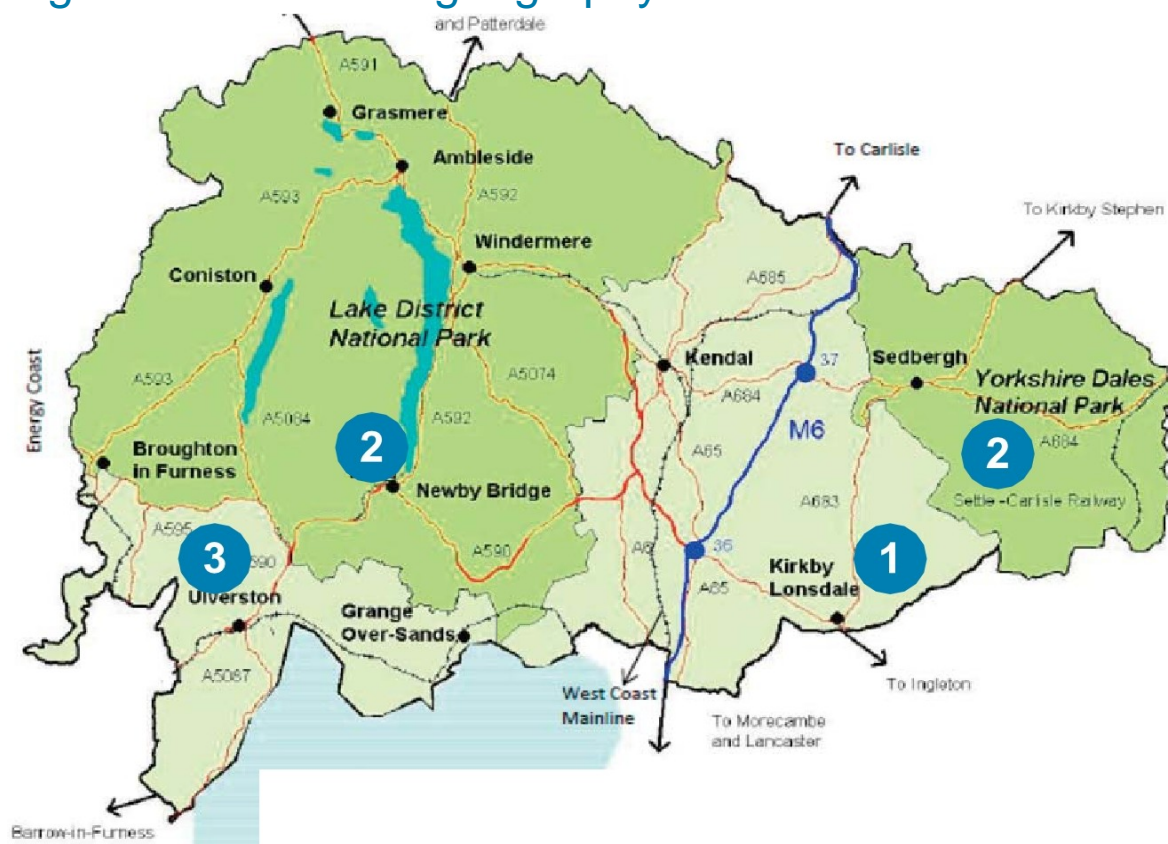 and Patterdale
A591
Grasmere
To Carlisle
Ambleside
A592
A593
To Kirkby Stephen
Windermere
A685
Coniston
Lake District
National Park
Kendal
37
Sedbergh
Yorkshire Dales
National Park
A593
A5074
A684
M6
Energy Coast
A5084
A592
2
A65
2
A684
Broughton
in Furness
Newby Bridge
A683
Settle-Carlisle Railway
A595
3
A590
A590
A6
36
1
Kirkby
Lonsdale
Ulverston
Grange
Over-Sands
A65
A5087
West Coast
Mainline
To Ingleton
To Morecambe
and Lancaster
Barrow-in-Furness